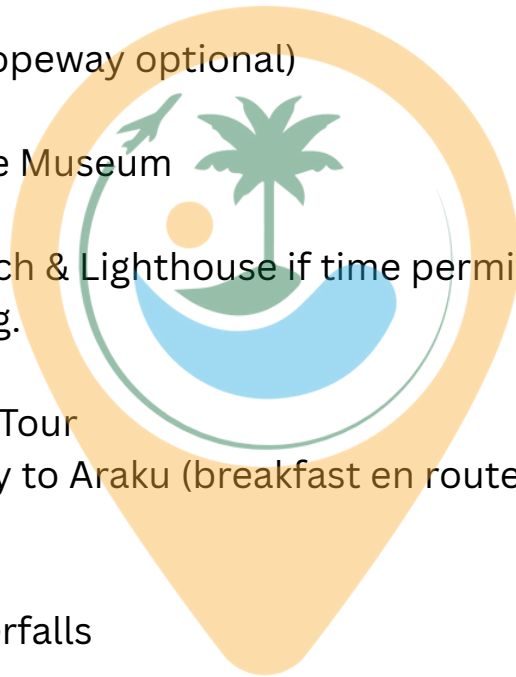 opeway optional)
e Museum
ch & Lighthouse if time permi
g.
Tour
y to Araku (breakfast en route
rfalls